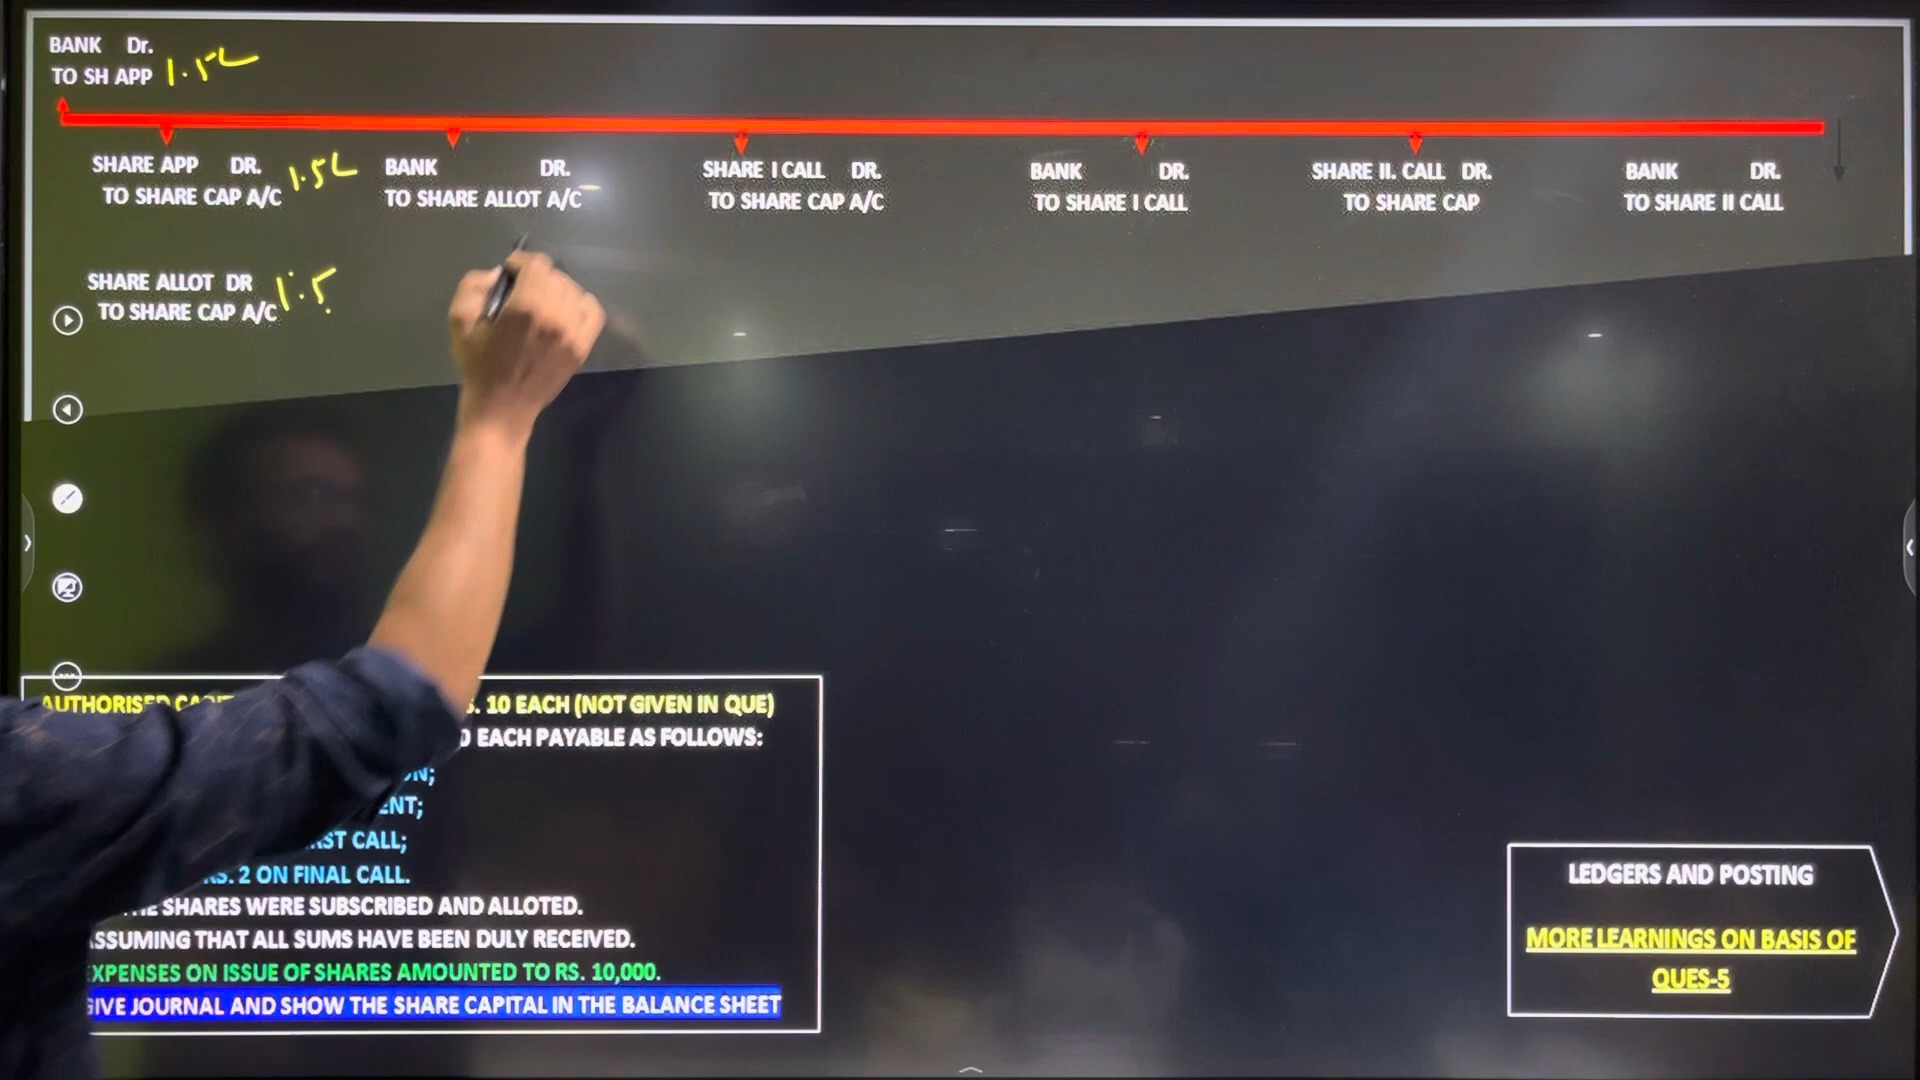 BANK Dr.
TO SH APP 1.5L
SHARE APP DR.
TO SHARE CAP A/C 1.5L
BANK DR.
TO SHARE ALLOT A/C
SHARE I CALL DR.
TO SHARE CAP A/C
BANK DR.
TO SHARE I CALL
SHARE II. CALL DR.
TO SHARE CAP
BANK DR.
TO SHARE II CALL
SHARE ALLOT DR
TO SHARE CAP A/C 1.5
AUTHORISED 10 EACH (NOT GIVEN IN QUE)
EACH PAYABLE AS FOLLOWS:
CALL;
RS. 2 ON FINAL CALL.
SHARES WERE SUBSCRIBED AND ALLOTED.
ASSUMING THAT ALL SUMS HAVE BEEN DULY RECEIVED.
EXPENSES ON ISSUE OF SHARES AMOUNTED TO RS. 10,000.
GIVE JOURNAL AND SHOW THE SHARE CAPITAL IN THE BALANCE SHEET
LEDGERS AND POSTING
MORE LEARNINGS ON BASIS OF
QUES-5